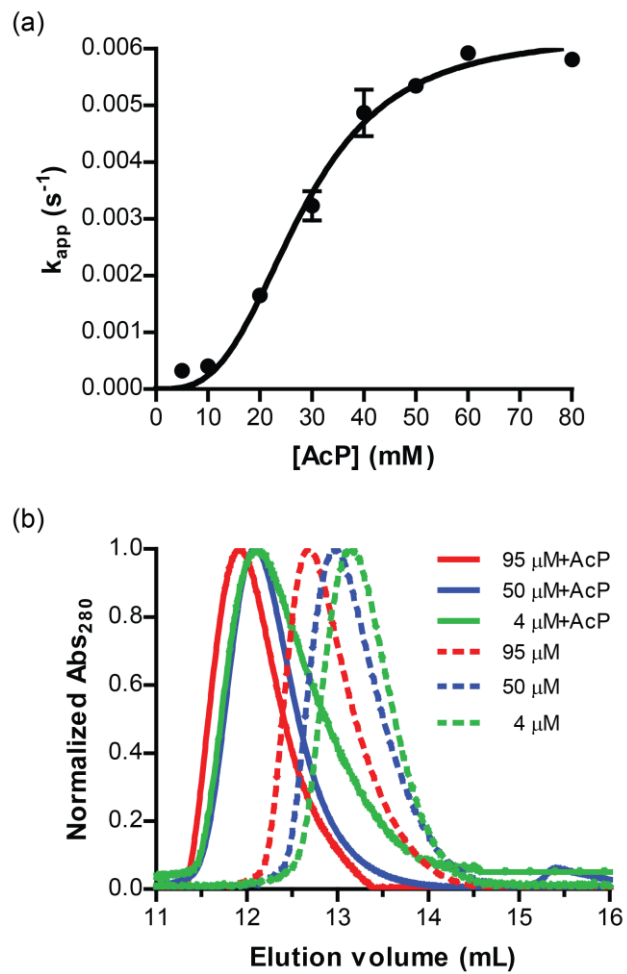 (a)
0.006
0.005
0.004
0.003
0.002
0.001
0.000
k_app (s⁻¹)
0 10 20 30 40 50 60 70 80
[AcP] (mM)
(b)
1.0
0.8
0.6
0.4
0.2
0.0
Normalized Abs₂₈₀
95 μM+AcP
50 μM+AcP
4 μM+AcP
95 μM
50 μM
4 μM
11 12 13 14 15 16
Elution volume (mL)